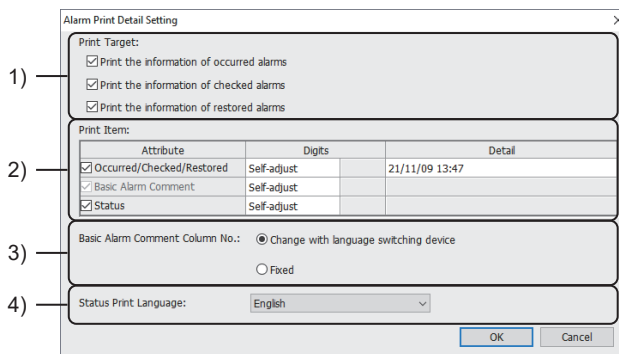 Alarm Print Detail Setting
Print Target:
1)
Print the information of occurred alarms
Print the information of checked alarms
Print the information of restored alarms
Print Item:
2)
Attribute Digits Detail
Occurred/Checked/Restored Self-adjust 21/11/09 13:47
Basic Alarm Comment Self-adjust
Status Self-adjust
3)
Basic Alarm Comment Column No.: Change with language switching device
Fixed
4) Status Print Language: English
OK Cancel